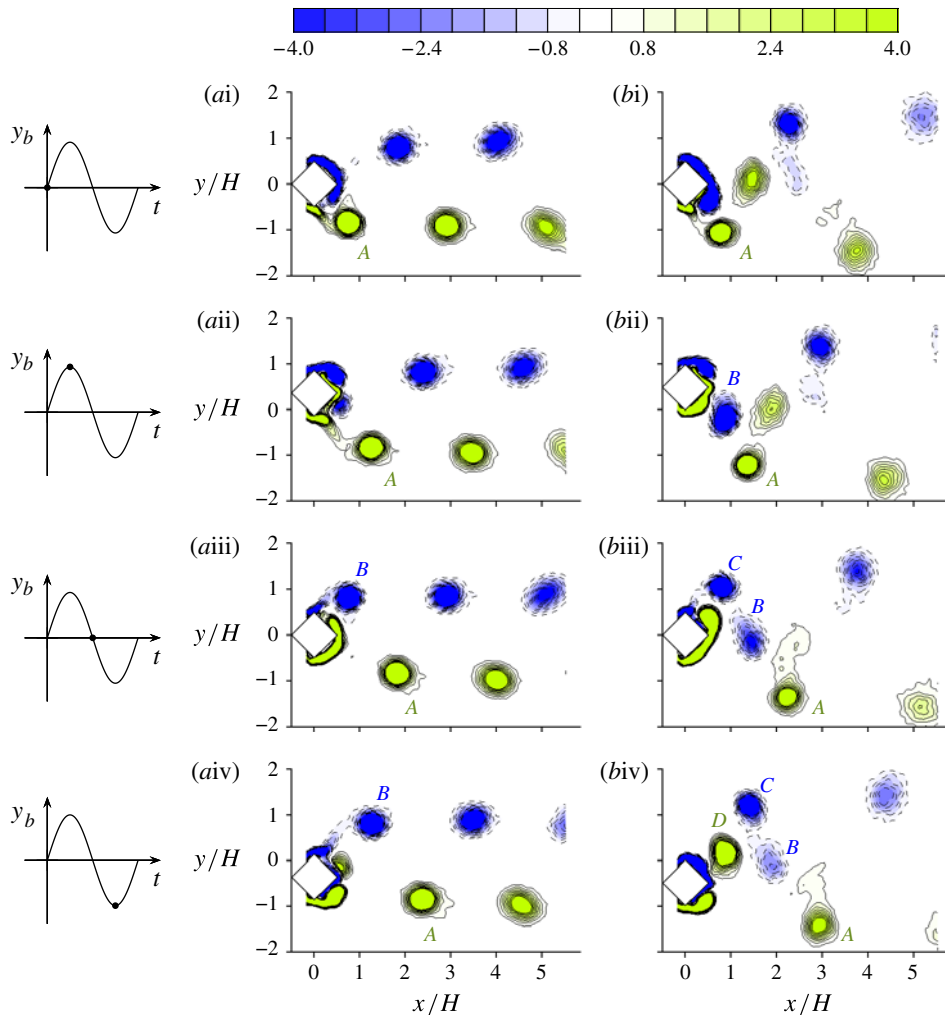 −4.0 −2.4 −0.8 0.8 2.4 4.0
(ai) (bi)
2
1
0
−1
−2
y_b
t
y/H
A
A
(aii) (bii)
2
1
0
−1
−2
y_b
t
y/H
B
A
A
(aiii) (biii)
2
1
0
−1
−2
y_b
t
y/H
B
C
B
A
A
(aiv) (biv)
2
1
0
−1
−2
y_b
t
y/H
B
C
D
B
A
A
0 1 2 3 4 5 0 1 2 3 4 5
x/H x/H